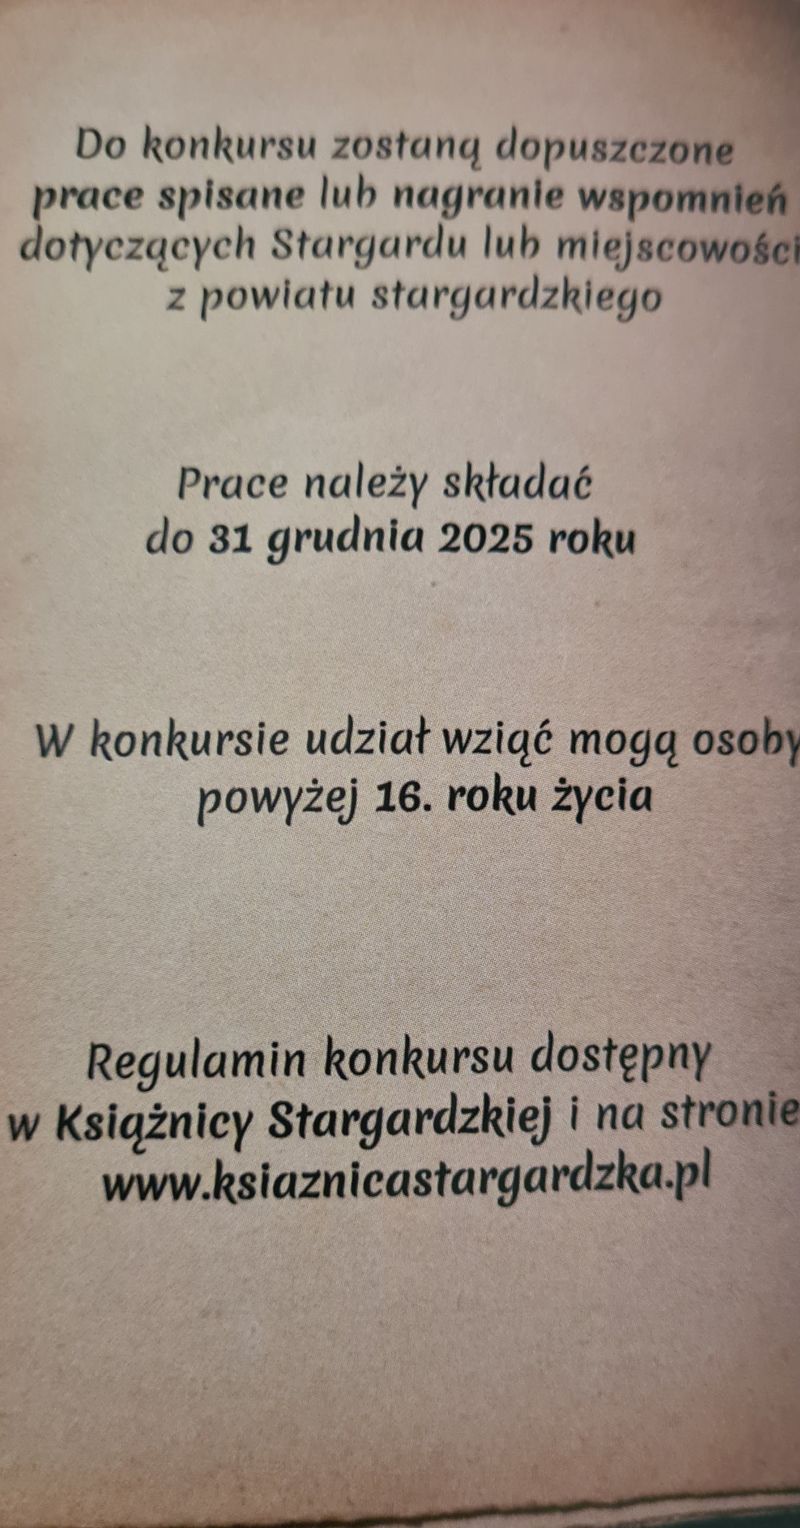 Do konkursu zostaną dopuszczone
prace spisane lub nagranie wspomnień
dotyczących Stargardu lub miejscowości
z powiatu stargardzkiego
Prace należy składać
do 31 grudnia 2025 roku
W konkursie udział wziąć mogą osoby
powyżej 16. roku życia
Regulamin konkursu dostępny
w Książnicy Stargardzkiej i na stronie
www.ksiaznicastargardzka.pl